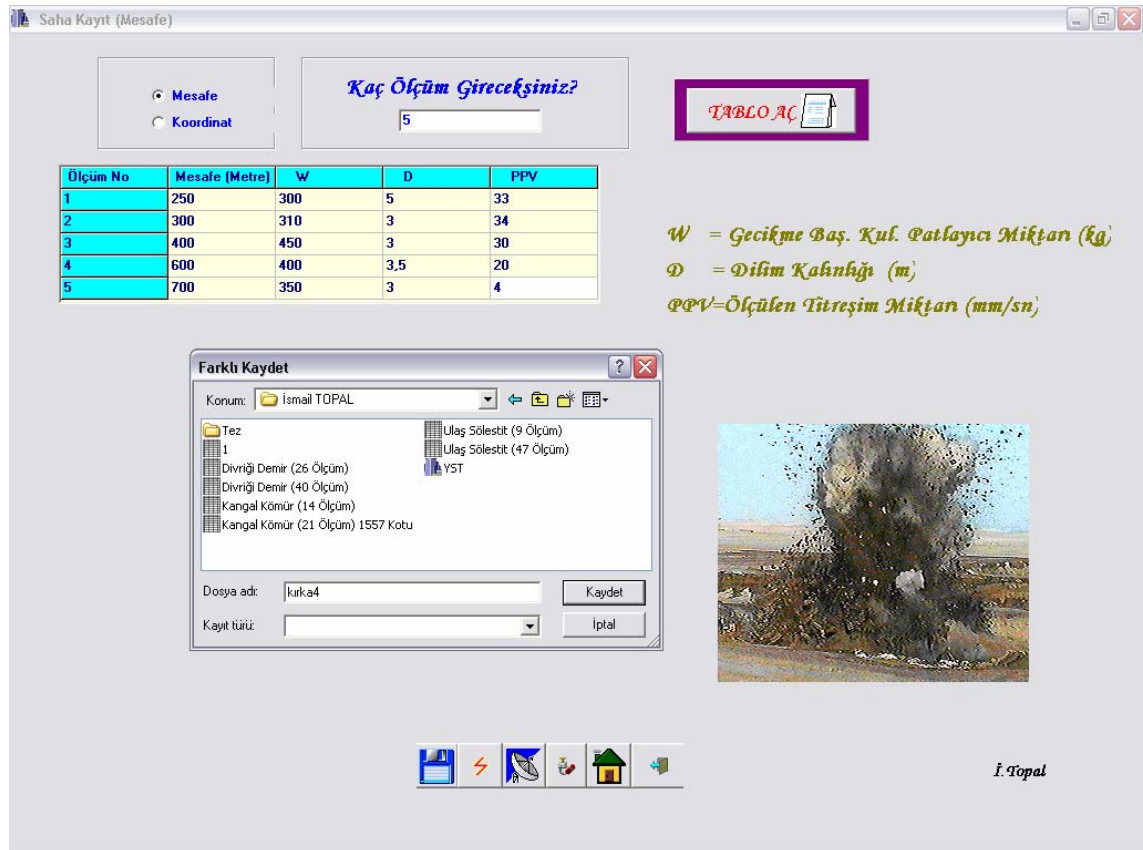 Saha Kayıt (Mesafe)
Mesafe
Koordinat
Kaç Ölçüm Gireceksiniz?
5
TABLO AÇ
Ölçüm No Mesafe (Metre) W D PPV
1 250 300 5 33
2 300 310 3 34
3 400 450 3 30
4 600 400 3,5 20
5 700 350 3 4
W = Gecikme Baş. Kul. Patlayıcı Miktarı (kg)
D = Dilim Kalınlığı (m)
PPV=Ölçülen Titreşim Miktarı (mm/sn)
Farklı Kaydet
Konum: İsmail TOPAL
Tez
1
Divriği Demir (26 Ölçüm)
Divriği Demir (40 Ölçüm)
Kangal Kömür (14 Ölçüm)
Kangal Kömür (21 Ölçüm) 1557 Kotu
Ulaş Sölestit (9 Ölçüm)
Ulaş Sölestit (47 Ölçüm)
YST
Dosya adı: kırka4
Kaydet
Kayıt türü:
İptal
İ.Topal